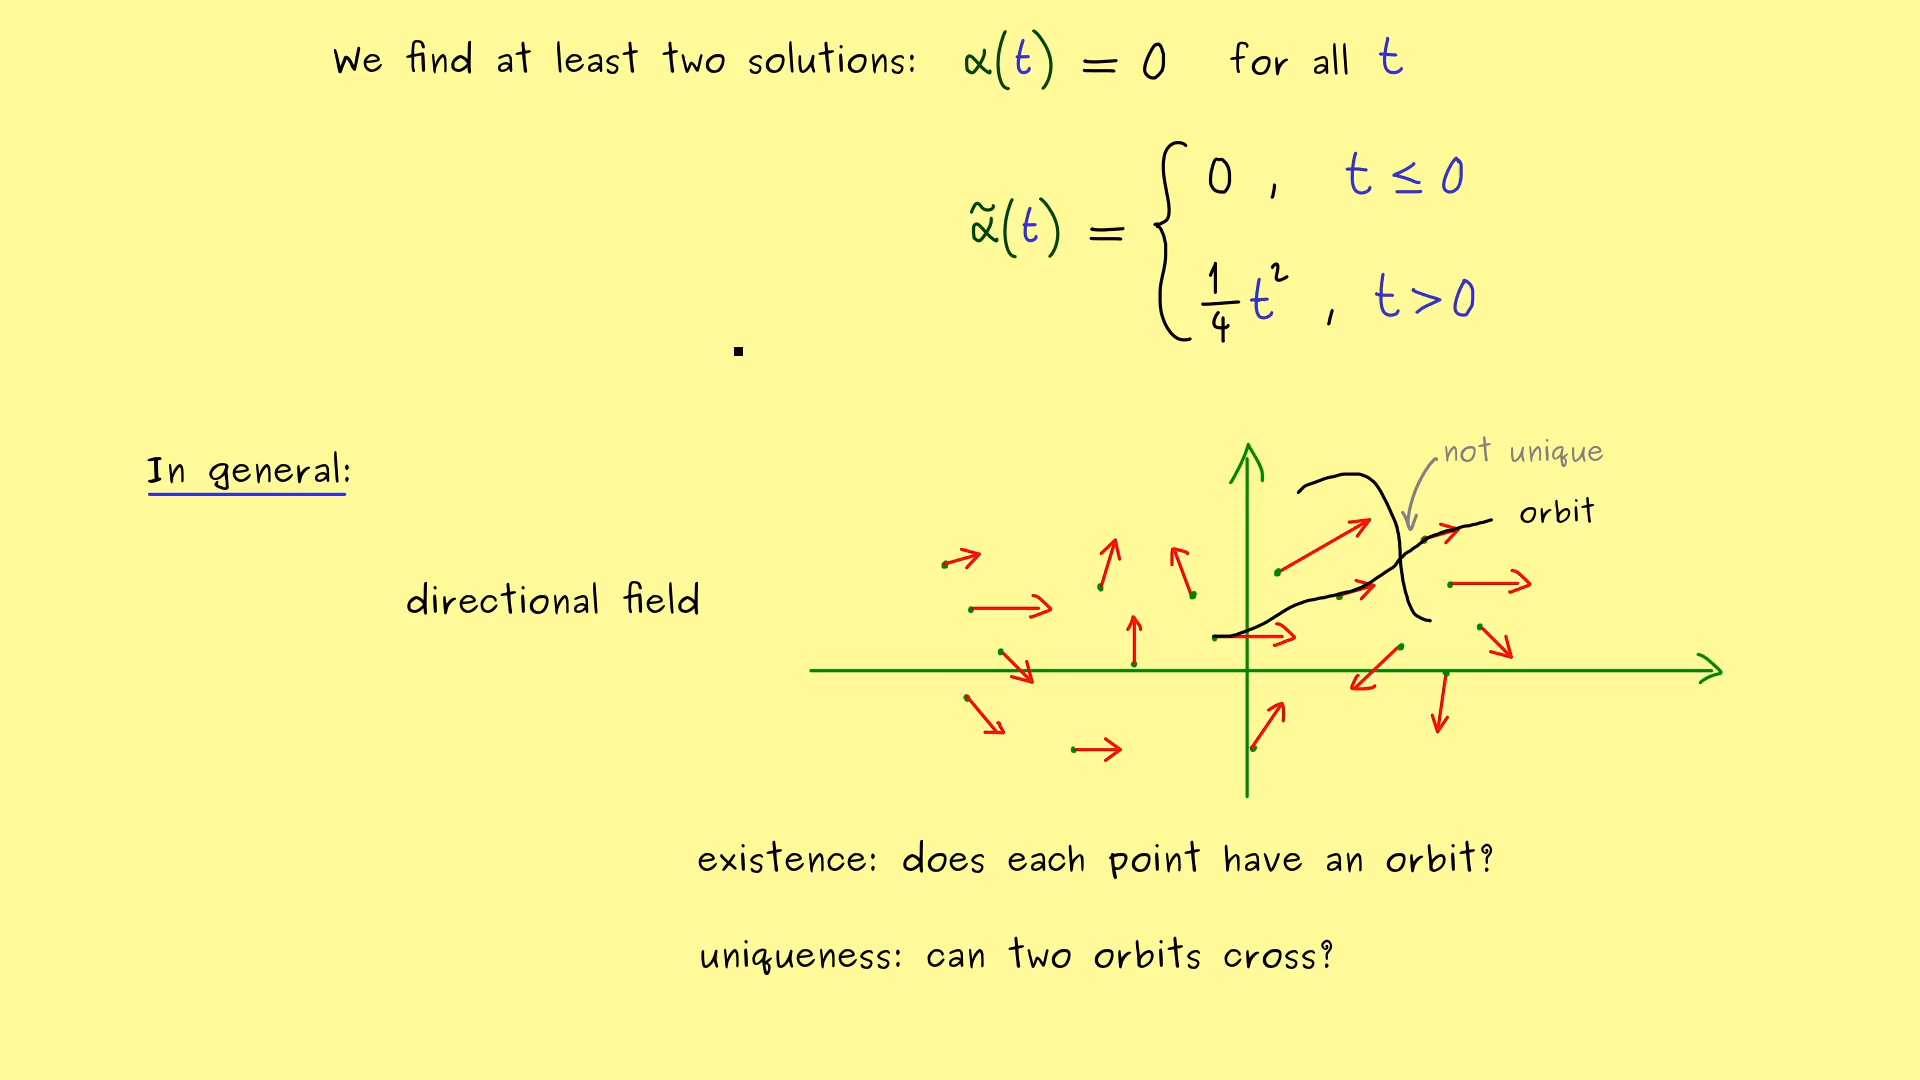 We find at least two solutions: α(t) = 0 for all t
α̃(t) = { 0 , t ≤ 0
1/4 t² , t > 0
In general:
not unique
orbit
directional field
existence: does each point have an orbit?
uniqueness: can two orbits cross?